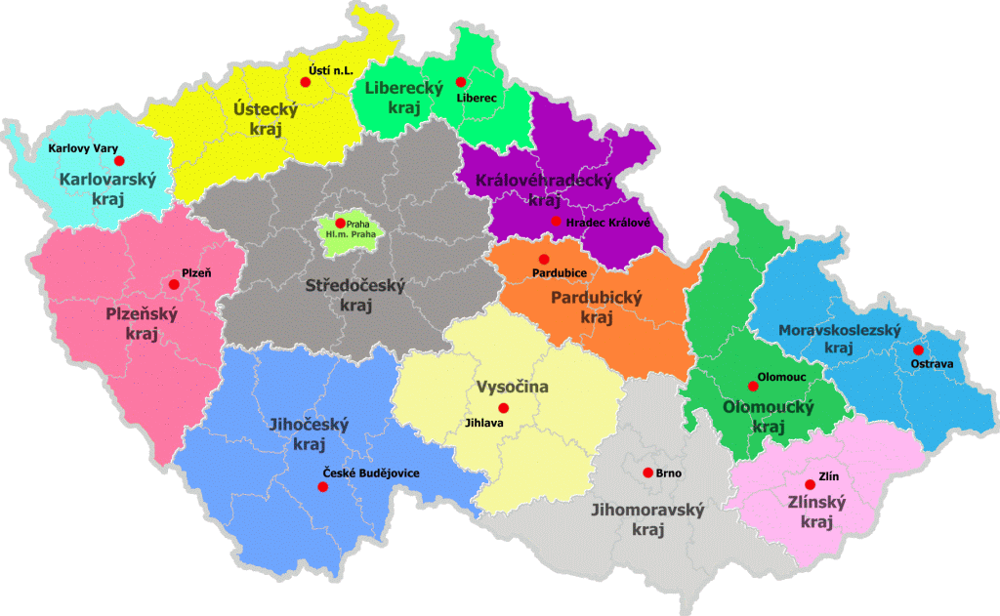 Ústí n.L.
Ústecký
kraj
Liberecký
kraj
Liberec
Karlovy Vary
Karlovarský
kraj
Královéhradecký
kraj
Hradec Králové
Praha
Hl.m. Praha
Středočeský
kraj
Plzeň
Plzeňský
kraj
Pardubice
Pardubický
kraj
Moravskoslezský
kraj
Ostrava
Olomouc
Olomoucký
kraj
Vysočina
Jihlava
Jihočeský
kraj
České Budějovice
Brno
Jihomoravský
kraj
Zlín
Zlínský
kraj